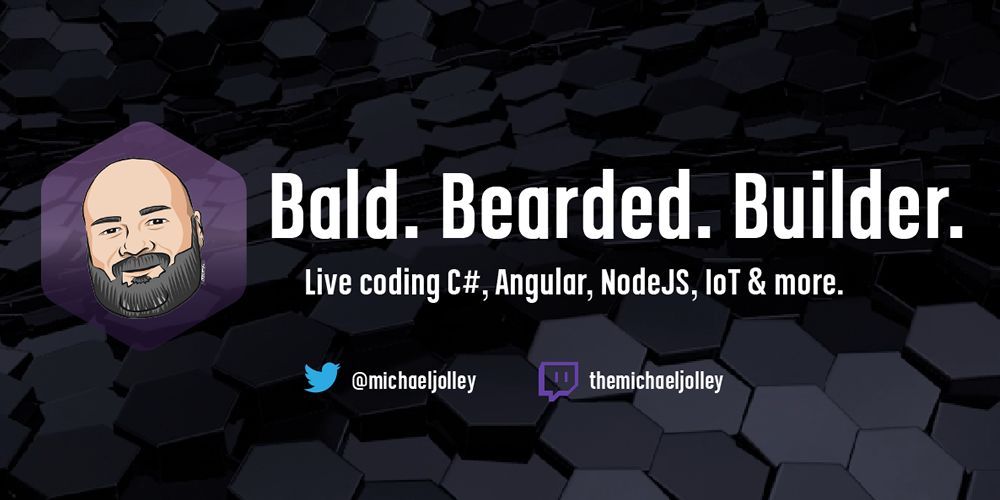 Bald. Bearded. Builder.
Live coding C#, Angular, NodeJS, IoT & more.
@michaeljolley themichaeljolley